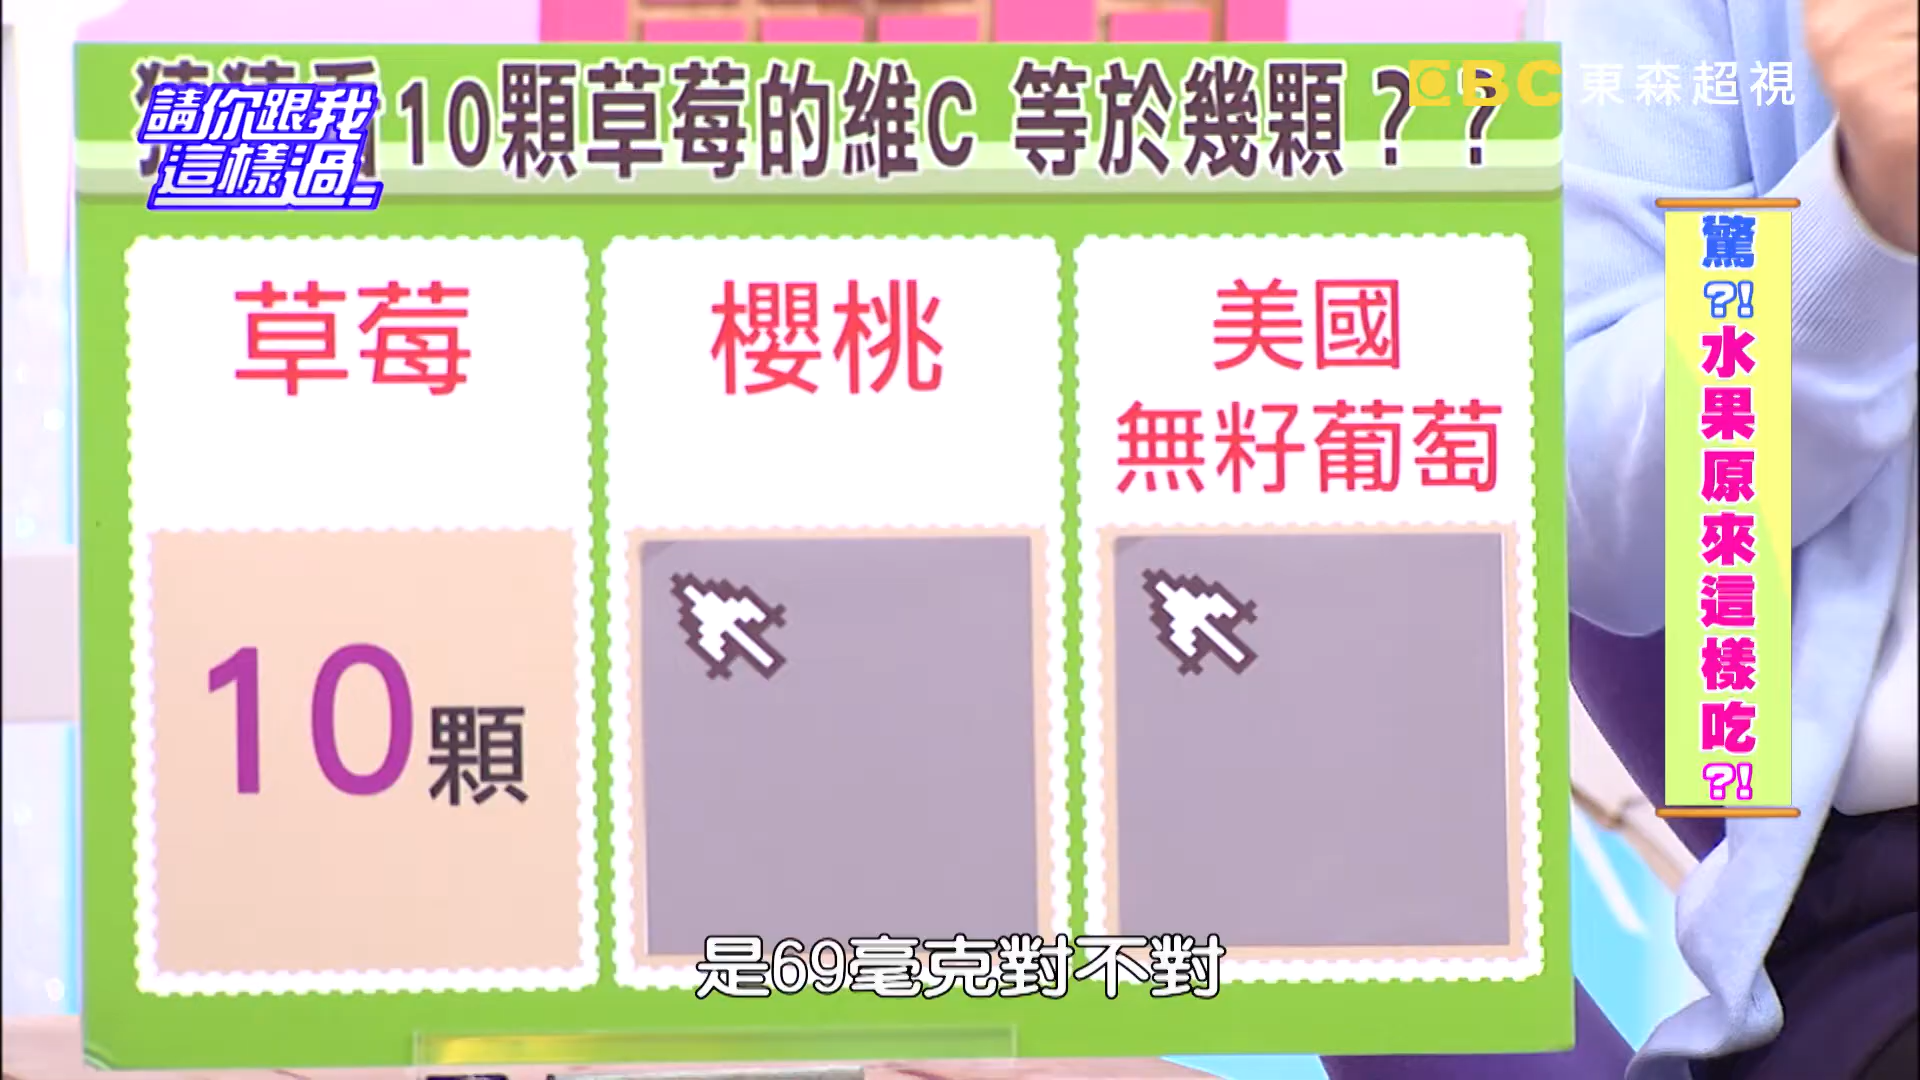 10顆草莓的維C 等於幾顆??
請你跟我
這樣過
EBC 東森超視
草莓
櫻桃
美國
無籽葡萄
10顆
驚?!水果原來這樣吃?!
是69毫克對不對